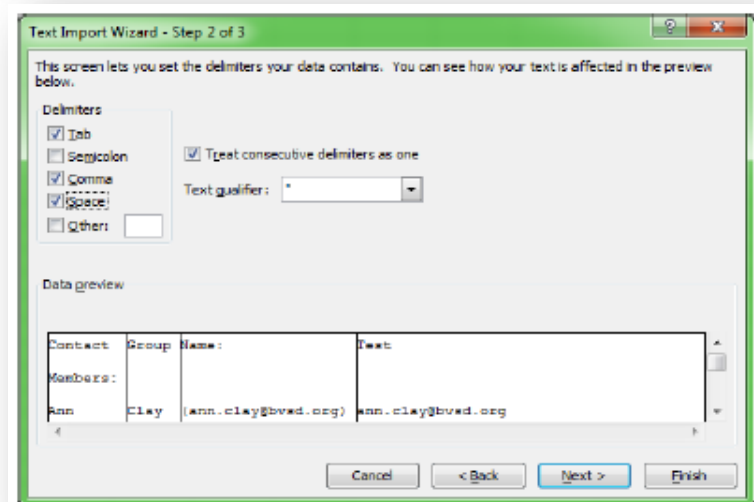 Text Import Wizard - Step 2 of 3
This screen lets you set the delimiters your data contains. You can see how your text is affected in the preview
below.
Delimiters
Tab
Semicolon
Comma
Space
Other:
Treat consecutive delimiters as one
Text qualifier: "
Data preview
Contact Group Name: Test
Members:
Ann Clay (ann.clay@bvsd.org) ann.clay@bvsd.org
Cancel < Back Next > Finish